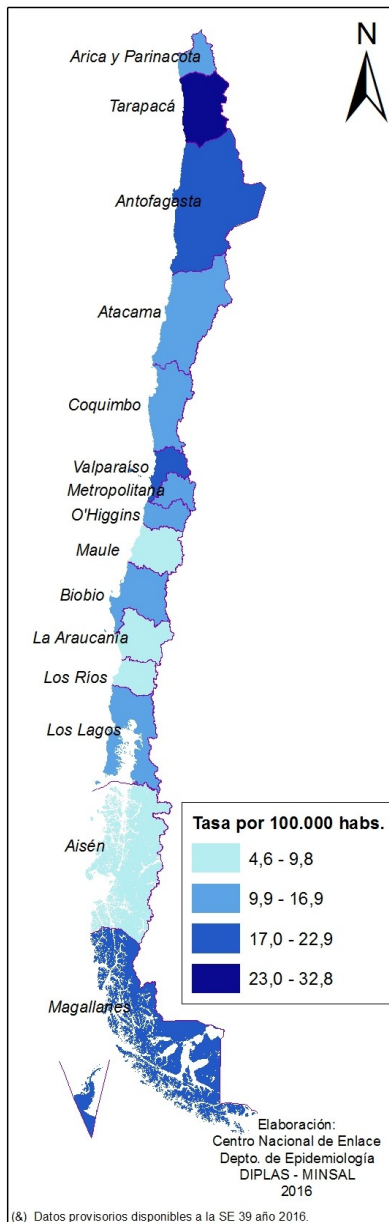 N
Arica y Parinacota
Tarapacá
Antofagasta
Atacama
Coquimbo
Valparaíso
Metropolitana
O'Higgins
Maule
Biobio
La Araucanía
Los Ríos
Los Lagos
Aisén
Magallanes
Tasa por 100.000 habs.
4,6 - 9,8
9,9 - 16,9
17,0 - 22,9
23,0 - 32,8
Elaboración:
Centro Nacional de Enlace
Depto. de Epidemiología
DIPLAS - MINSAL
2016
(&) Datos provisorios disponibles a la SE 39 año 2016.